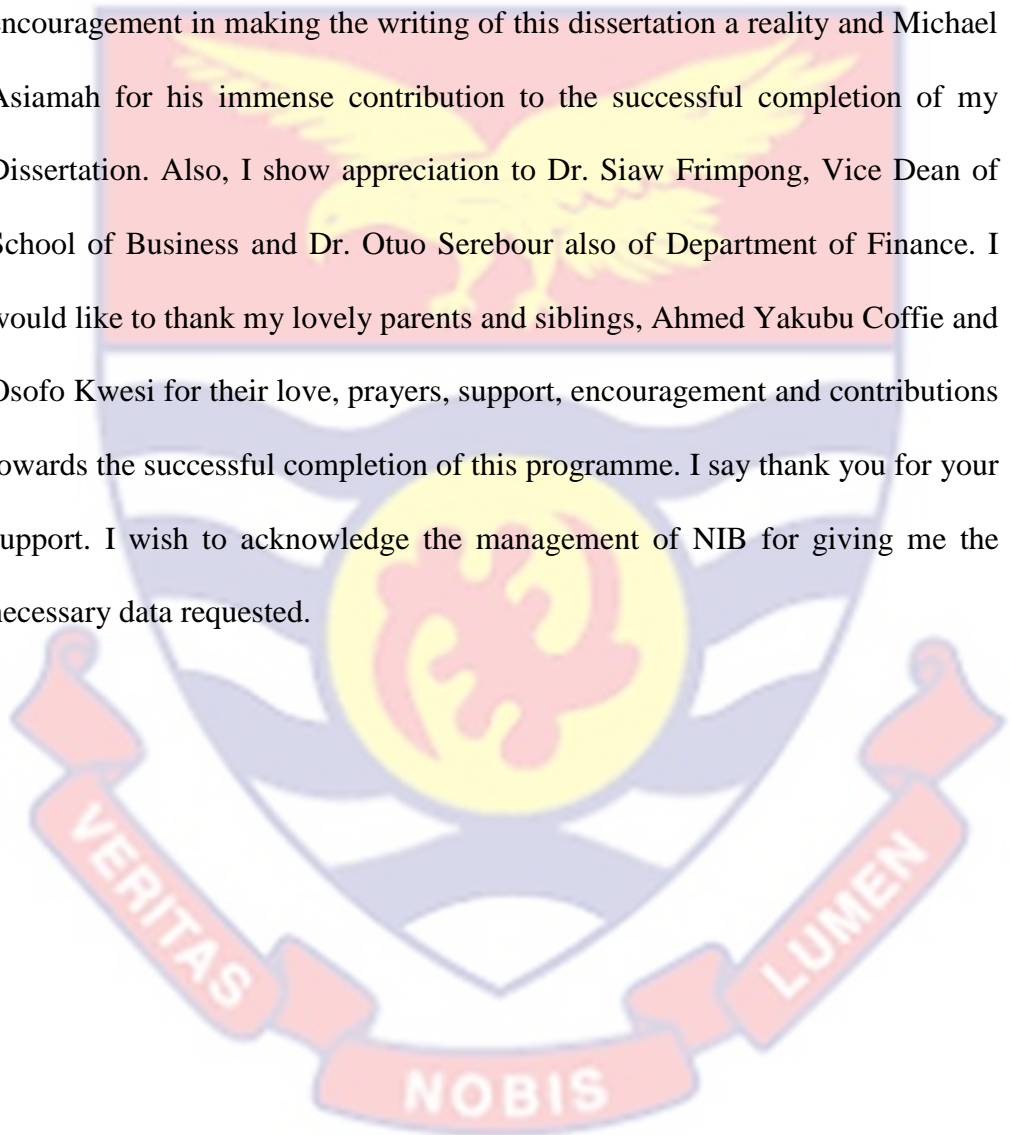 encouragement in making the writing of this dissertation a reality and Michael
Asiamah for his immense contribution to the successful completion of my
Dissertation. Also, I show appreciation to Dr. Siaw Frimpong, Vice Dean of
School of Business and Dr. Otuo Serebour also of Department of Finance. I
would like to thank my lovely parents and siblings, Ahmed Yakubu Coffie and
Osofo Kwesi for their love, prayers, support, encouragement and contributions
towards the successful completion of this programme. I say thank you for your
support. I wish to acknowledge the management of NIB for giving me the
necessary data requested.
VERITAS
NOBIS
LUMEN